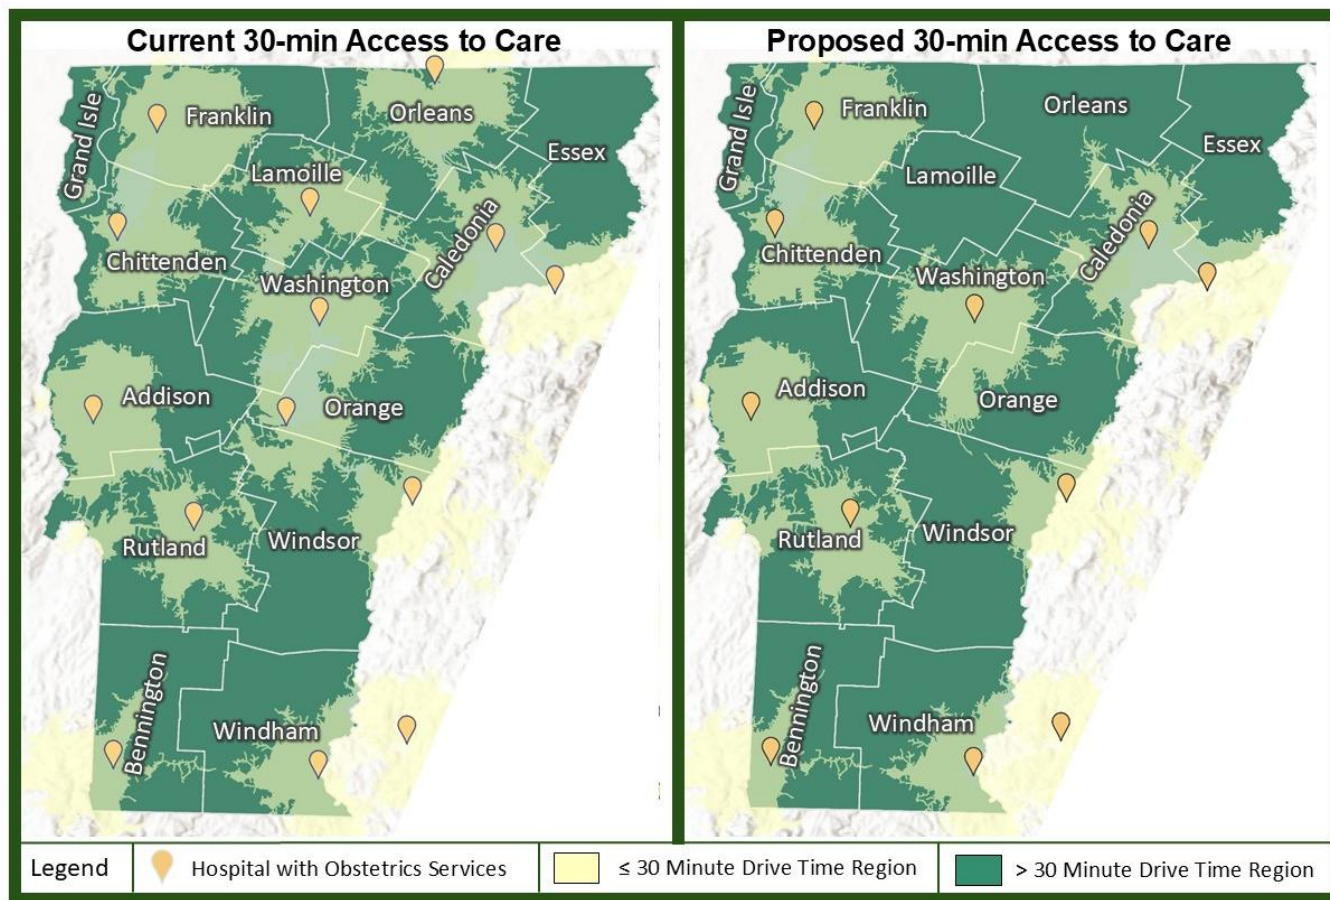 Current 30-min Access to Care
Grand Isle
Franklin
Orleans
Essex
Lamoille
Caledonia
Chittenden
Washington
Addison
Orange
Rutland
Windsor
Bennington
Windham
Proposed 30-min Access to Care
Grand Isle
Franklin
Orleans
Essex
Lamoille
Caledonia
Chittenden
Washington
Addison
Orange
Rutland
Windsor
Bennington
Windham
Legend
Hospital with Obstetrics Services
≤ 30 Minute Drive Time Region
> 30 Minute Drive Time Region